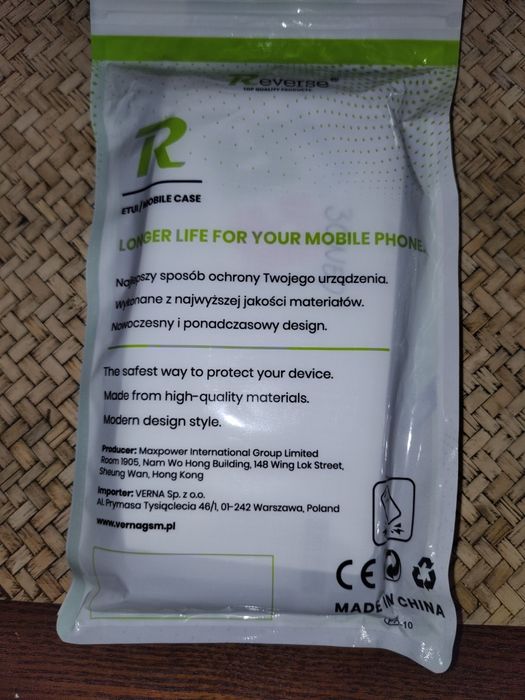 Reverse®
TOP QUALITY PRODUCTS
R
ETUI/MOBILE CASE
LONGER LIFE FOR YOUR MOBILE PHONE.
Najlepszy sposób ochrony Twojego urządzenia.
Wykonane z najwyższej jakości materiałów.
Nowoczesny i ponadczasowy design.
The safest way to protect your device.
Made from high-quality materials.
Modern design style.
Producer: Maxpower International Group Limited
Room 1905, Nam Wo Hong Building, 148 Wing Lok Street,
Sheung Wan, Hong Kong
Importer: VERNA Sp. z o.o.
Al. Prymasa Tysiąclecia 46/1, 01-242 Warszawa, Poland
www.vernagsm.pl
CE
MADE IN CHINA